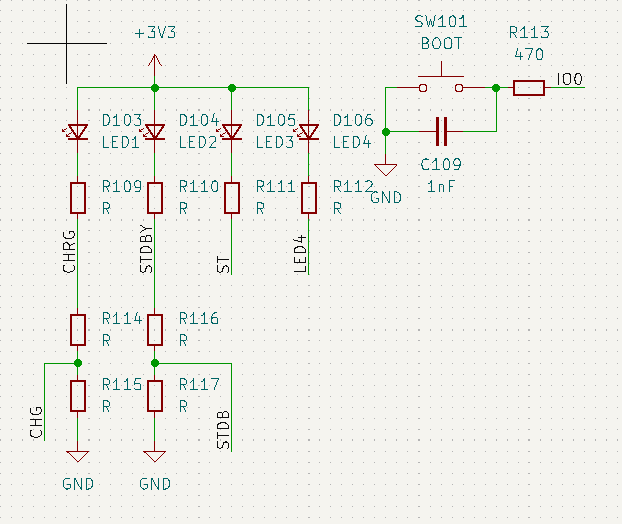 +3V3
SW101
BOOT
R113
470
IO0
D103
LED1
D104
LED2
D105
LED3
D106
LED4
C109
1nF
GND
R109
R
R110
R
R111
R
R112
R
CHRG
STDBY
ST
LED4
R114
R
R116
R
R115
R
R117
R
CHG
STDB
GND
GND